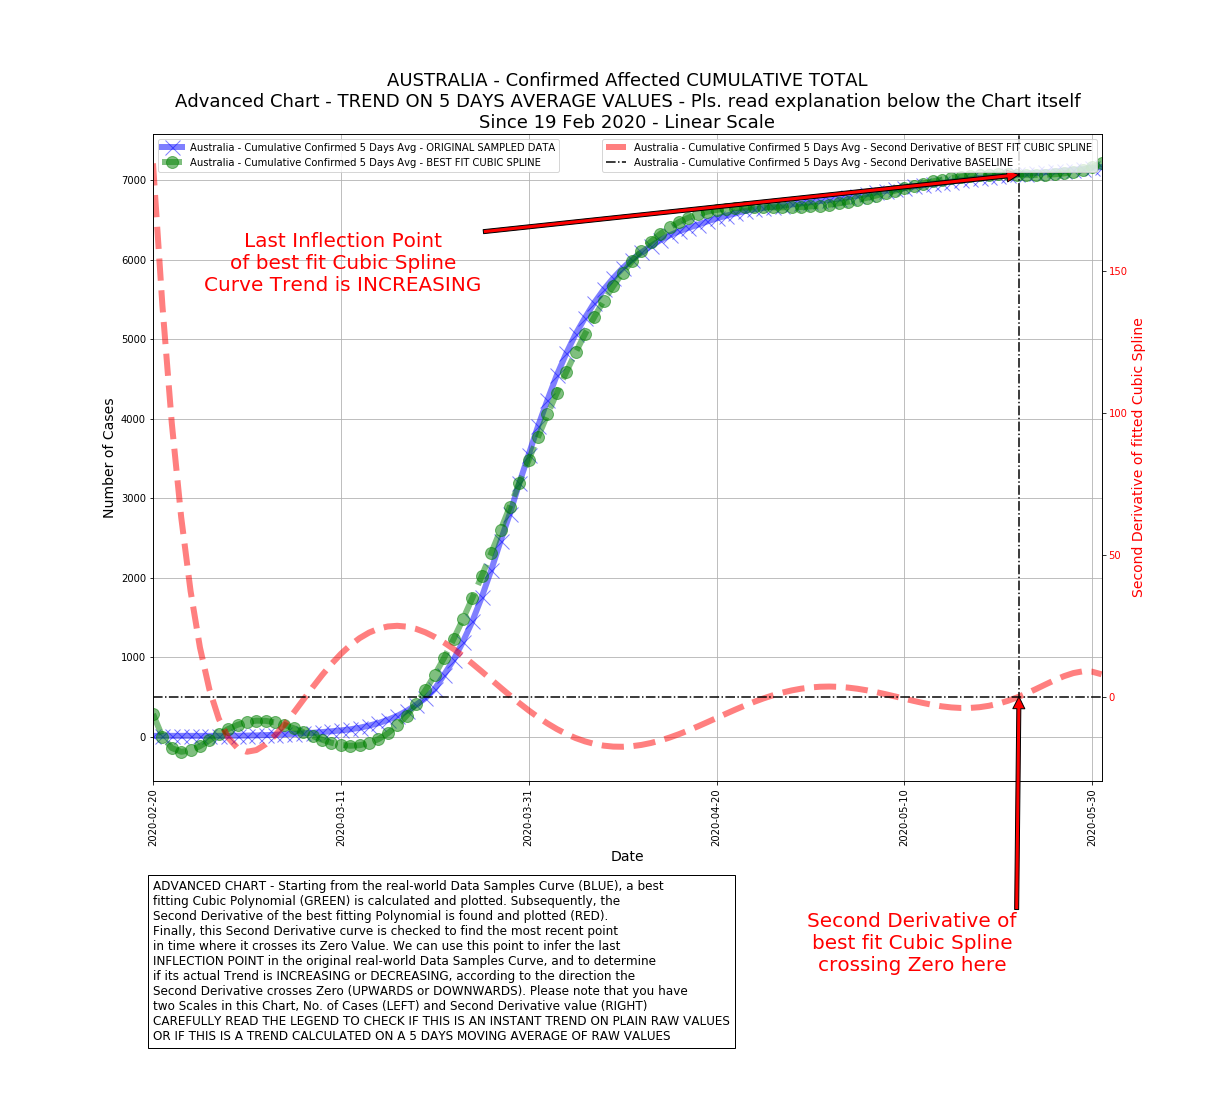 AUSTRALIA - Confirmed Affected CUMULATIVE TOTAL
Advanced Chart - TREND ON 5 DAYS AVERAGE VALUES - Pls. read explanation below the Chart itself
Since 19 Feb 2020 - Linear Scale
Australia - Cumulative Confirmed 5 Days Avg - ORIGINAL SAMPLED DATA
Australia - Cumulative Confirmed 5 Days Avg - BEST FIT CUBIC SPLINE
Australia - Cumulative Confirmed 5 Days Avg - Second Derivative of BEST FIT CUBIC SPLINE
Australia - Cumulative Confirmed 5 Days Avg - Second Derivative BASELINE
Last Inflection Point
of best fit Cubic Spline
Curve Trend is INCREASING
Number of Cases
7000
6000
5000
4000
3000
2000
1000
0
150
100
50
0
Second Derivative of fitted Cubic Spline
2020-02-20
2020-03-11
2020-03-31
2020-04-20
2020-05-10
2020-05-30
Date
ADVANCED CHART - Starting from the real-world Data Samples Curve (BLUE), a best
fitting Cubic Polynomial (GREEN) is calculated and plotted. Subsequently, the
Second Derivative of the best fitting Polynomial is found and plotted (RED).
Finally, this Second Derivative curve is checked to find the most recent point
in time where it crosses its Zero Value. We can use this point to infer the last
INFLECTION POINT in the original real-world Data Samples Curve, and to determine
if its actual Trend is INCREASING or DECREASING, according to the direction the
Second Derivative crosses Zero (UPWARDS or DOWNWARDS). Please note that you have
two Scales in this Chart, No. of Cases (LEFT) and Second Derivative value (RIGHT)
CAREFULLY READ THE LEGEND TO CHECK IF THIS IS AN INSTANT TREND ON PLAIN RAW VALUES
OR IF THIS IS A TREND CALCULATED ON A 5 DAYS MOVING AVERAGE OF RAW VALUES
Second Derivative of
best fit Cubic Spline
crossing Zero here